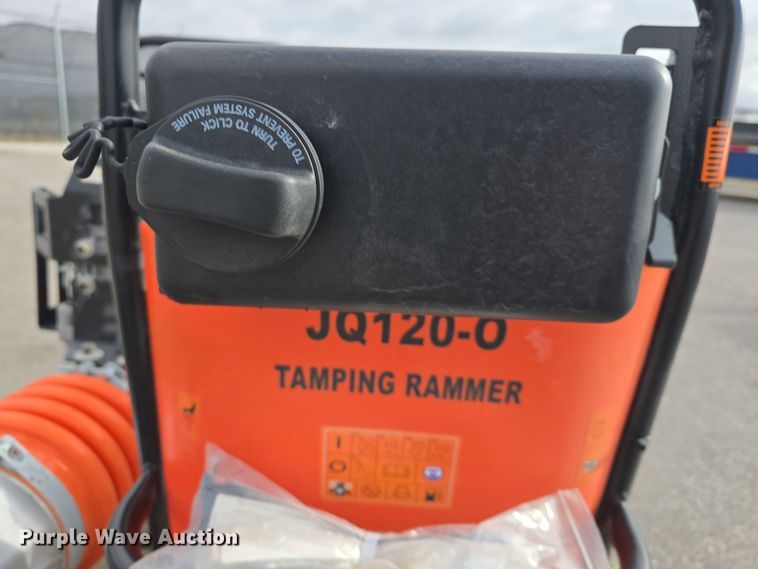 TURN TO CLICK
TO PREVENT SYSTEM FAILURE
JQ120-O
TAMPING RAMMER
Purple Wave Auction